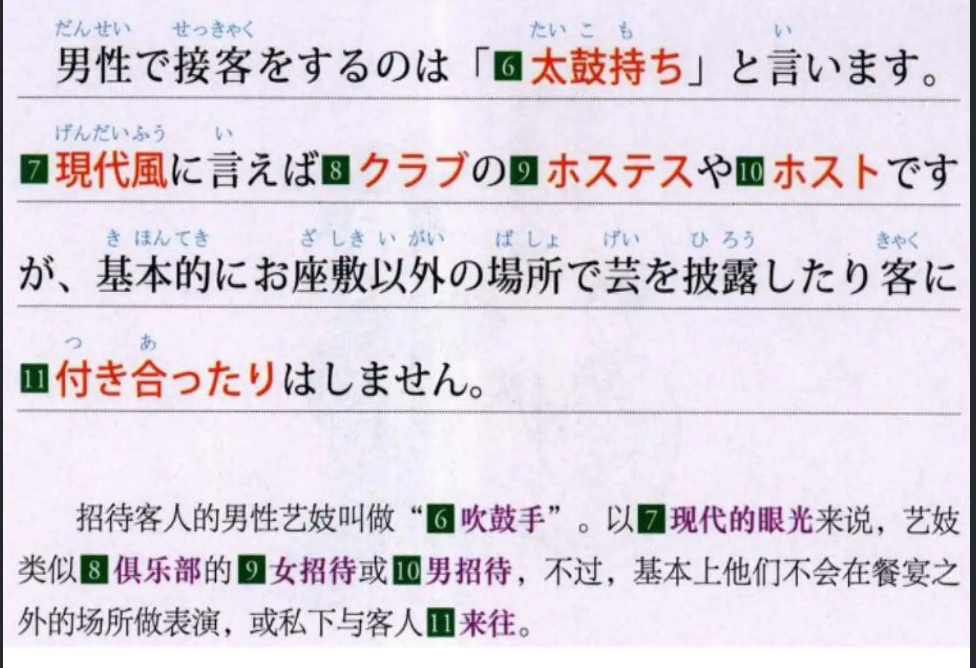 だんせい せっきゃく たいこも い
男性で接客をするのは「6 太鼓持ち」と言います。
げんだいふう い
7 現代風に言えば8 クラブの9 ホステスや10 ホストです
きほんてき ざしきいがい ばしょ げい ひろう きゃく
が、基本的にお座敷以外の場所で芸を披露したり客に
つ あ
11 付き合ったりはしません。
招待客人的男性艺妓叫做“6 吹鼓手”。以7 现代的眼光来说，艺妓
类似8 俱乐部的9 女招待或10 男招待，不过，基本上他们不会在餐宴之
外的场所做表演，或私下与客人11 来往。